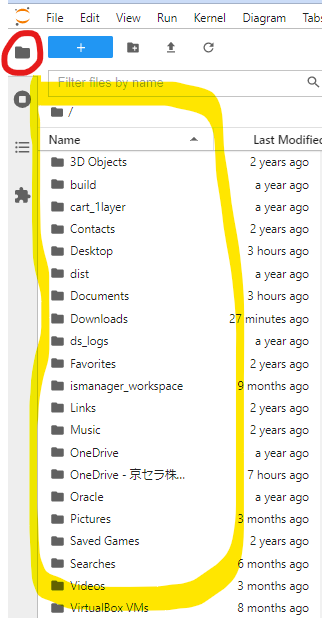 File Edit View Run Kernel Diagram Tabs
Filter files by name
/
Name Last Modified
3D Objects 2 years ago
build a year ago
cart_1layer a year ago
Contacts 2 years ago
Desktop 3 hours ago
dist a year ago
Documents 3 hours ago
Downloads 27 minutes ago
ds_logs a year ago
Favorites 2 years ago
ismanager_workspace 9 months ago
Links 2 years ago
Music 2 years ago
OneDrive a year ago
OneDrive - 京セラ株... 7 hours ago
Oracle a year ago
Pictures 3 months ago
Saved Games 2 years ago
Searches 6 months ago
Videos 3 months ago
VirtualBox VMs 8 months ago